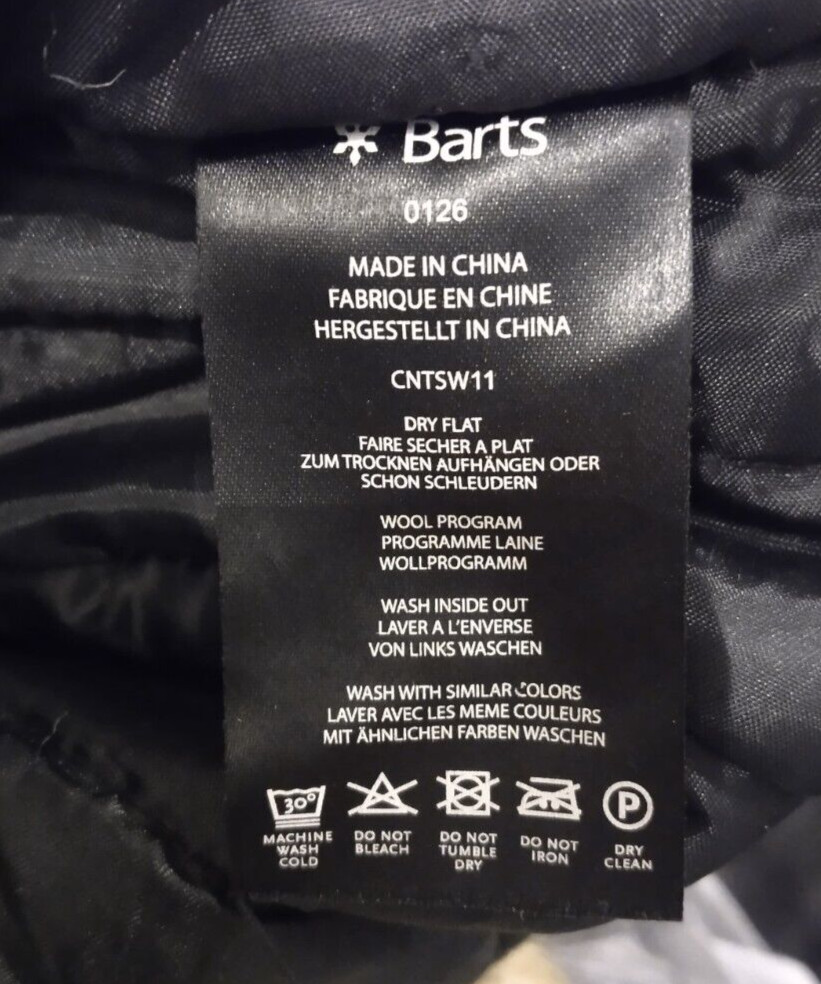 Barts
0126
MADE IN CHINA
FABRIQUE EN CHINE
HERGESTELLT IN CHINA
CNTSW11
DRY FLAT
FAIRE SECHER A PLAT
ZUM TROCKNEN AUFHÄNGEN ODER
SCHON SCHLEUDERN
WOOL PROGRAM
PROGRAMME LAINE
WOLLPROGRAMM
WASH INSIDE OUT
LAVER A L'ENVERSE
VON LINKS WASCHEN
WASH WITH SIMILAR COLORS
LAVER AVEC LES MEME COULEURS
MIT ÄHNLICHEN FARBEN WASCHEN
30° P
MACHINE WASH COLD
DO NOT BLEACH
DO NOT TUMBLE DRY
DO NOT IRON
DRY CLEAN